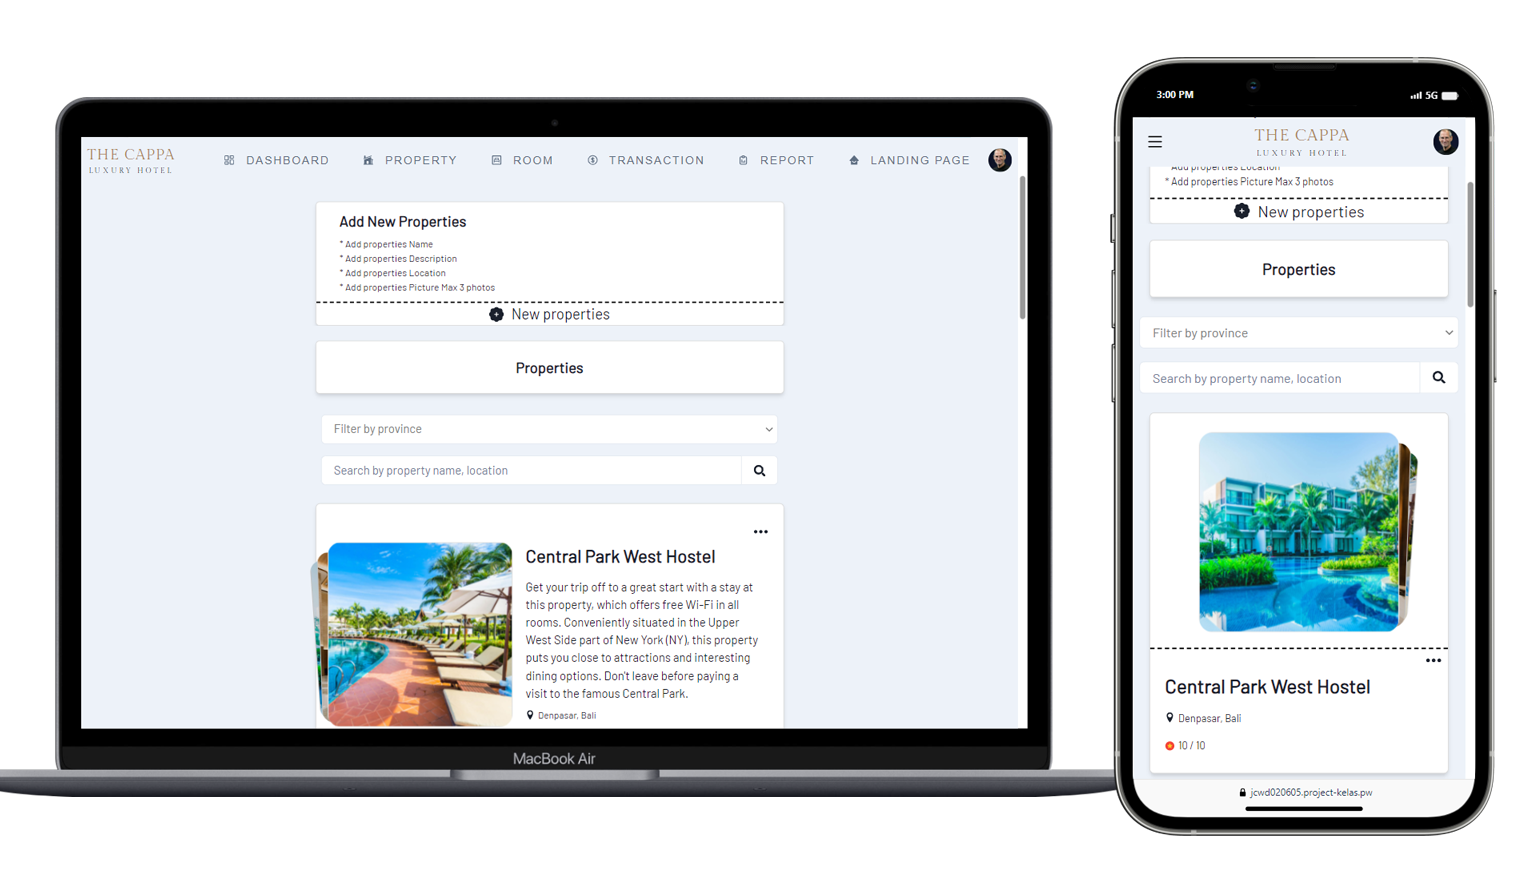 THE CAPPA
LUXURY HOTEL
DASHBOARD
PROPERTY
ROOM
TRANSACTION
REPORT
LANDING PAGE
Add New Properties
* Add properties Name
* Add properties Description
* Add properties Location
* Add properties Picture Max 3 photos
New properties
Properties
Filter by province
Search by property name, location
Central Park West Hostel
Get your trip off to a great start with a stay at
this property, which offers free Wi-Fi in all
rooms. Conveniently situated in the Upper
West Side part of New York (NY), this property
puts you close to attractions and interesting
dining options. Don't leave before paying a
visit to the famous Central Park.
Denpasar, Bali
MacBook Air
3:00 PM
5G
THE CAPPA
LUXURY HOTEL
* Add properties Location
* Add properties Picture Max 3 photos
New properties
Properties
Filter by province
Search by property name, location
Central Park West Hostel
Denpasar, Bali
10 / 10
jcwd020605.project-kelas.pw